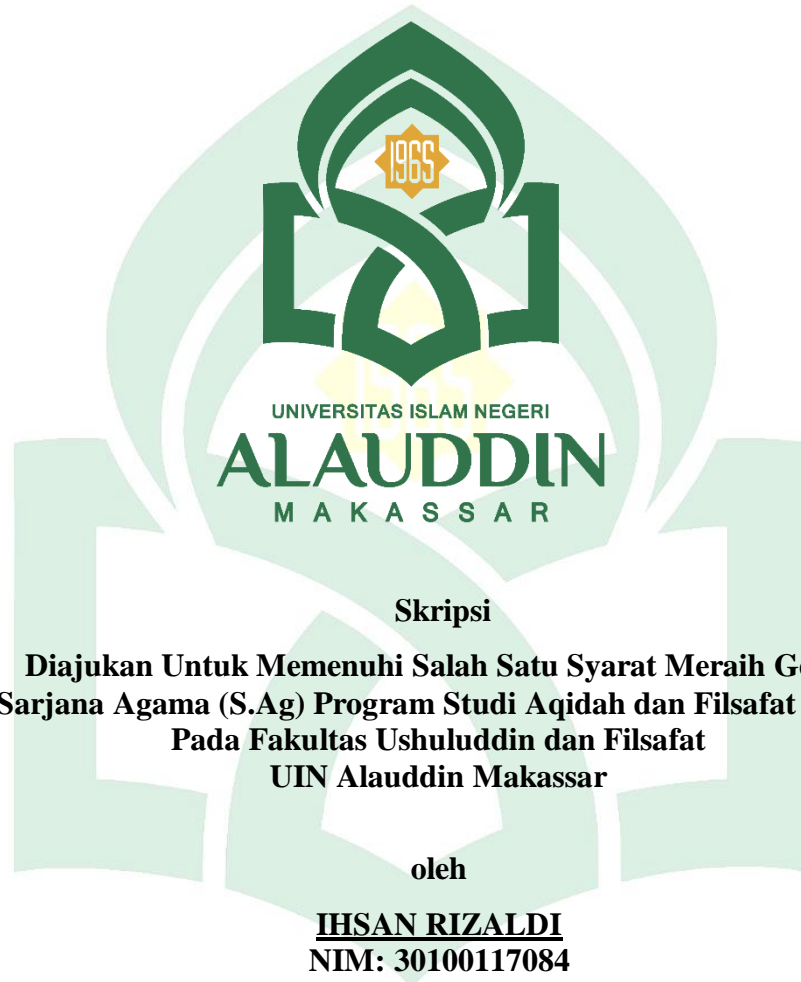 1965
UNIVERSITAS ISLAM NEGERI
ALAUDDIN
MAKASSAR
Skripsi
Diajukan Untuk Memenuhi Salah Satu Syarat Meraih
Sarjana Agama (S.Ag) Program Studi Aqidah dan Filsafat
Pada Fakultas Ushuluddin dan Filsafat
UIN Alauddin Makassar
oleh
IHSAN RIZALDI
NIM: 30100117084